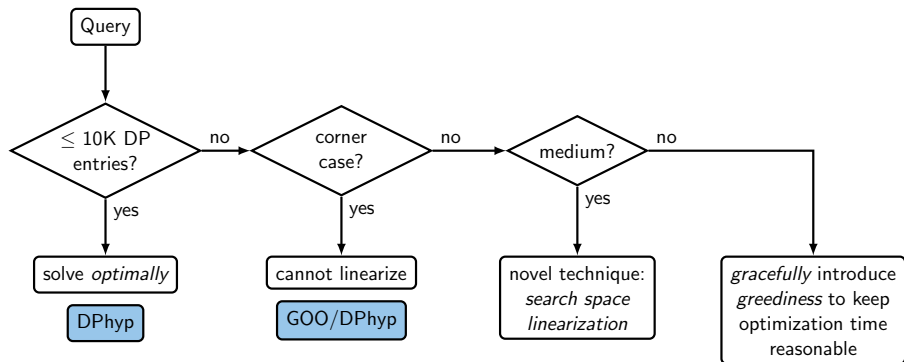 Query
≤ 10K DP
entries?
no
corner
case?
no
medium?
no
yes
yes
yes
solve optimally
cannot linearize
novel technique:
search space
linearization
gracefully introduce
greediness to keep
optimization time
reasonable
DPhyp
GOO/DPhyp